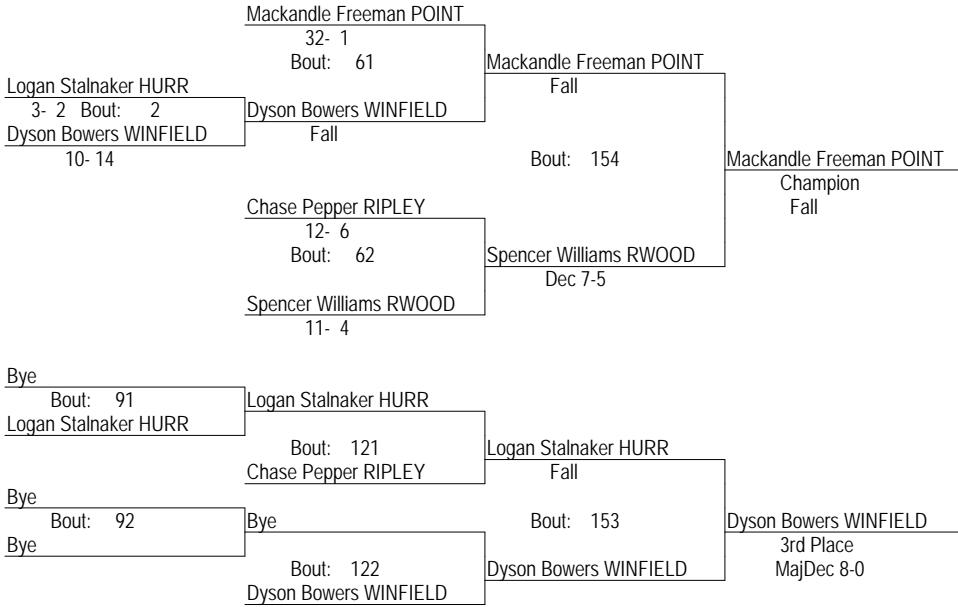 Mackandle Freeman POINT
32- 1
Bout: 61
Mackandle Freeman POINT
Fall
Logan Stalnaker HURR
3- 2 Bout: 2
Dyson Bowers WINFIELD
Fall
Dyson Bowers WINFIELD
10- 14
Bout: 154
Mackandle Freeman POINT
Champion
Fall
Chase Pepper RIPLEY
12- 6
Bout: 62
Spencer Williams RWOOD
Dec 7-5
Spencer Williams RWOOD
11- 4
Bye
Bout: 91
Logan Stalnaker HURR
Logan Stalnaker HURR
Bout: 121
Logan Stalnaker HURR
Fall
Chase Pepper RIPLEY
Bye
Bout: 92
Bye
Bye
Bout: 153
Dyson Bowers WINFIELD
3rd Place
MajDec 8-0
Bout: 122
Dyson Bowers WINFIELD
Dyson Bowers WINFIELD